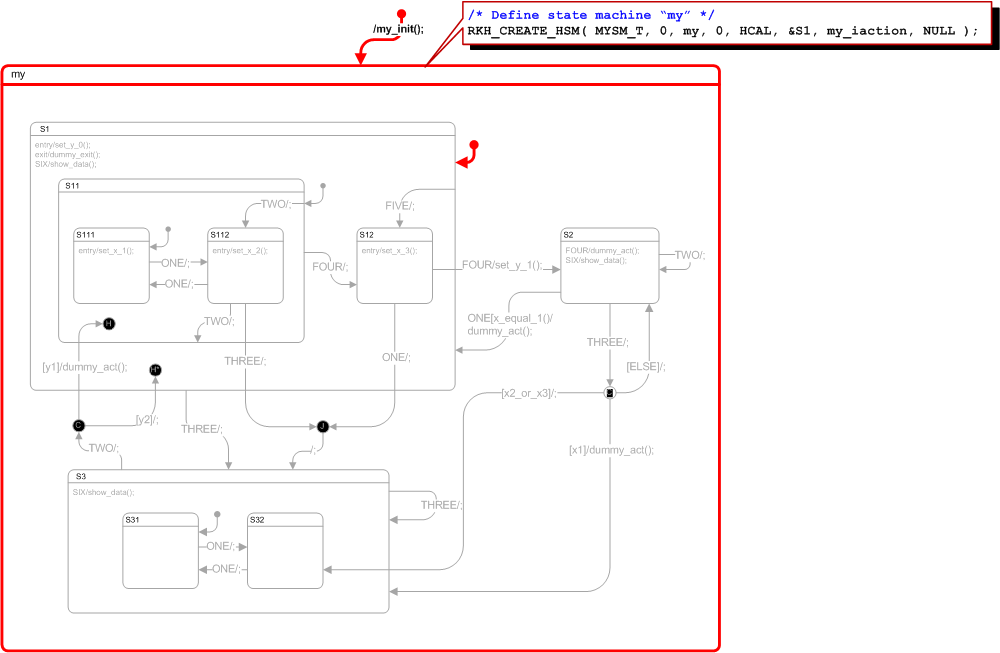 /* Define state machine “my” */
RKH_CREATE_HSM( MYSM_T, 0, my, 0, HCAL, &S1, my_iaction, NULL );
/my_init();
my
S1
entry/set_y_0();
exit/dummy_exit();
SIX/show_data();
S11
TWO/;
FIVE/;
S111
entry/set_x_1();
S112
entry/set_x_2();
S12
entry/set_x_3();
S2
FOUR/dummy_act();
SIX/show_data();
TWO/;
ONE/;
ONE/;
FOUR/;
FOUR/set_y_1();
TWO/;
ONE[x_equal_1()/
dummy_act();
H
THREE/;
THREE/;
ONE/;
[y1]/dummy_act();
H*
[ELSE]/;
[x2_or_x3]/;
[y2]/;
C
THREE/;
J
TWO/;
/;
[x1]/dummy_act();
S3
SIX/show_data();
THREE/;
S31
S32
ONE/;
ONE/;